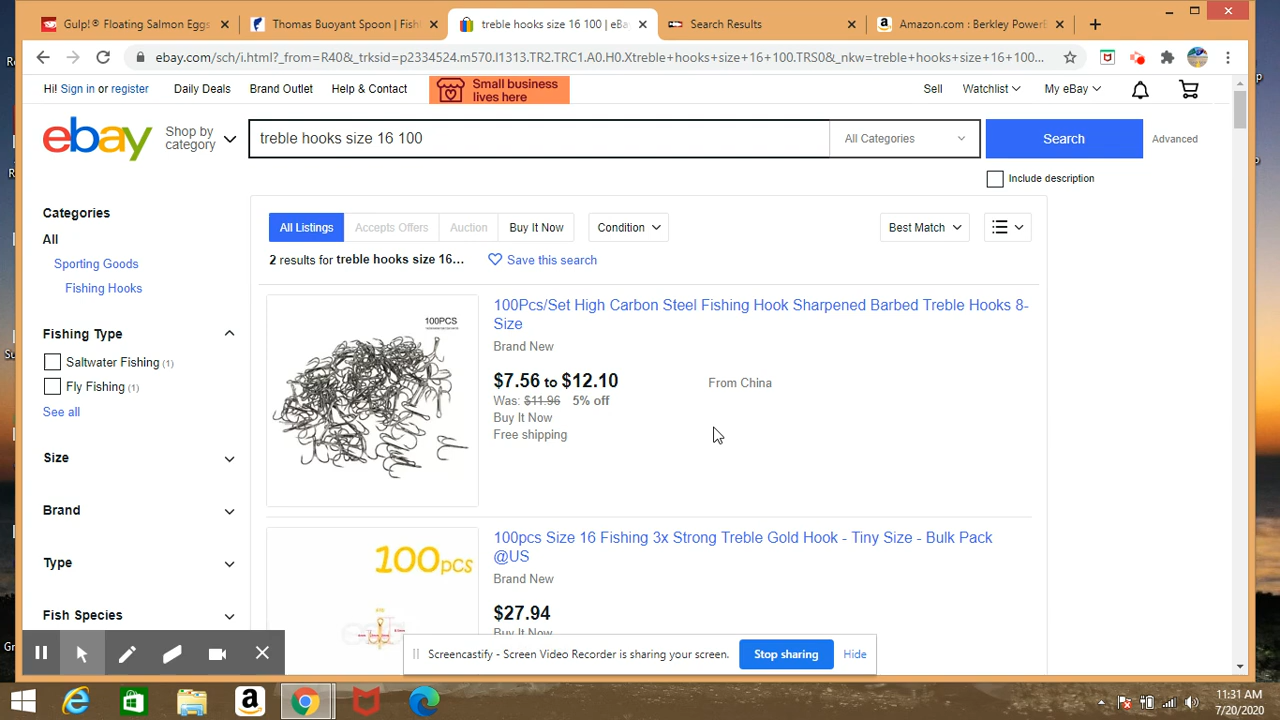 Gulp! ® Floating Salmon Eggs
Thomas Buoyant Spoon | Fish
treble hooks size 16 100 | eBa
Search Results
Amazon.com : Berkley PowerB
ebay.com/sch/i.html?_from=R40&_trksid=p2334524.m570.l1313.TR2.TRC1.A0.H0.Xtreble+hooks+size+16+100.TRS0&_nkw=treble+hooks+size+16+100...
Hi! Sign in or register
Daily Deals
Brand Outlet
Help & Contact
Small business
lives here
Sell
Watchlist
My eBay
ebay
Shop by
category
treble hooks size 16 100
All Categories
Search
Advanced
Include description
Categories
All
Sporting Goods
Fishing Hooks
Fishing Type
Saltwater Fishing (1)
Fly Fishing (1)
See all
Size
Brand
Type
Fish Species
All Listings
Accepts Offers
Auction
Buy It Now
Condition
Best Match
2 results for treble hooks size 16...
Save this search
100PCS
100Pcs/Set High Carbon Steel Fishing Hook Sharpened Barbed Treble Hooks 8-
Size
Brand New
$7.56 to $12.10
From China
Was: $11.96 5% off
Buy It Now
Free shipping
100PCS
100pcs Size 16 Fishing 3x Strong Treble Gold Hook - Tiny Size - Bulk Pack
@US
Brand New
$27.94
Buy It Now
Screencastify - Screen Video Recorder is sharing your screen.
Stop sharing
Hide
11:31 AM
7/20/2020